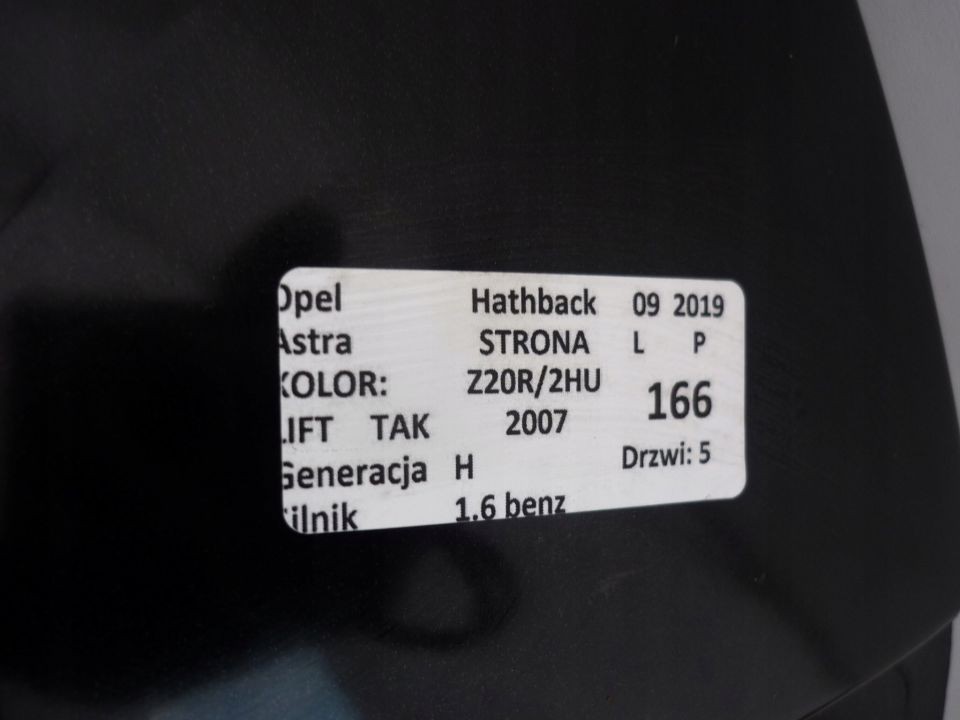 Opel Hathback 09 2019
Astra STRONA L P
KOLOR: Z20R/2HU 166
LIFT TAK 2007
Generacja H Drzwi: 5
Silnik 1.6 benz